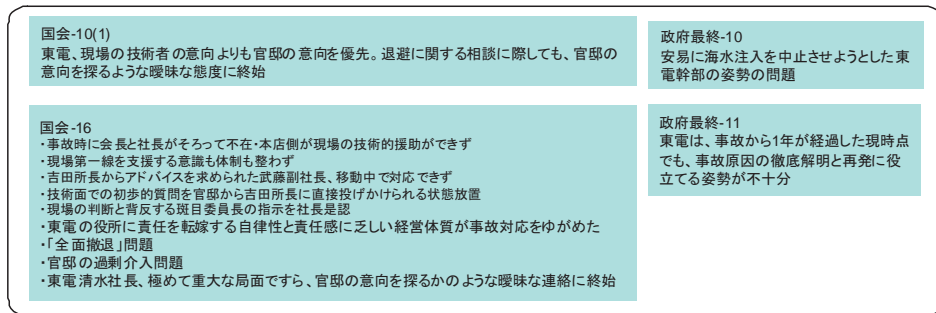 国会-10(1)
東電、現場の技術者の意向よりも官邸の意向を優先。退避に関する相談に際しても、官邸の
意向を探るような曖昧な態度に終始
国会-16
・事故時に会長と社長がそろって不在・本店側が現場の技術的援助ができず
・現場第一線を支援する意識も体制も整わず
・吉田所長からアドバイスを求められた武藤副社長、移動中で対応できず
・技術面での初歩的質問を官邸から吉田所長に直接投げかけられる状態放置
・現場の判断と背反する斑目委員長の指示を社長是認
・東電の役所に責任を転嫁する自律性と責任感に乏しい経営体質が事故対応をゆがめた
・「全面撤退」問題
・官邸の過剰介入問題
・東電清水社長、極めて重大な局面ですら、官邸の意向を探るかのような曖昧な連絡に終始
政府最終-10
安易に海水注入を中止させようとした東
電幹部の姿勢の問題
政府最終-11
東電は、事故から1年が経過した現時点
でも、事故原因の徹底解明と再発に役
立てる姿勢が不十分